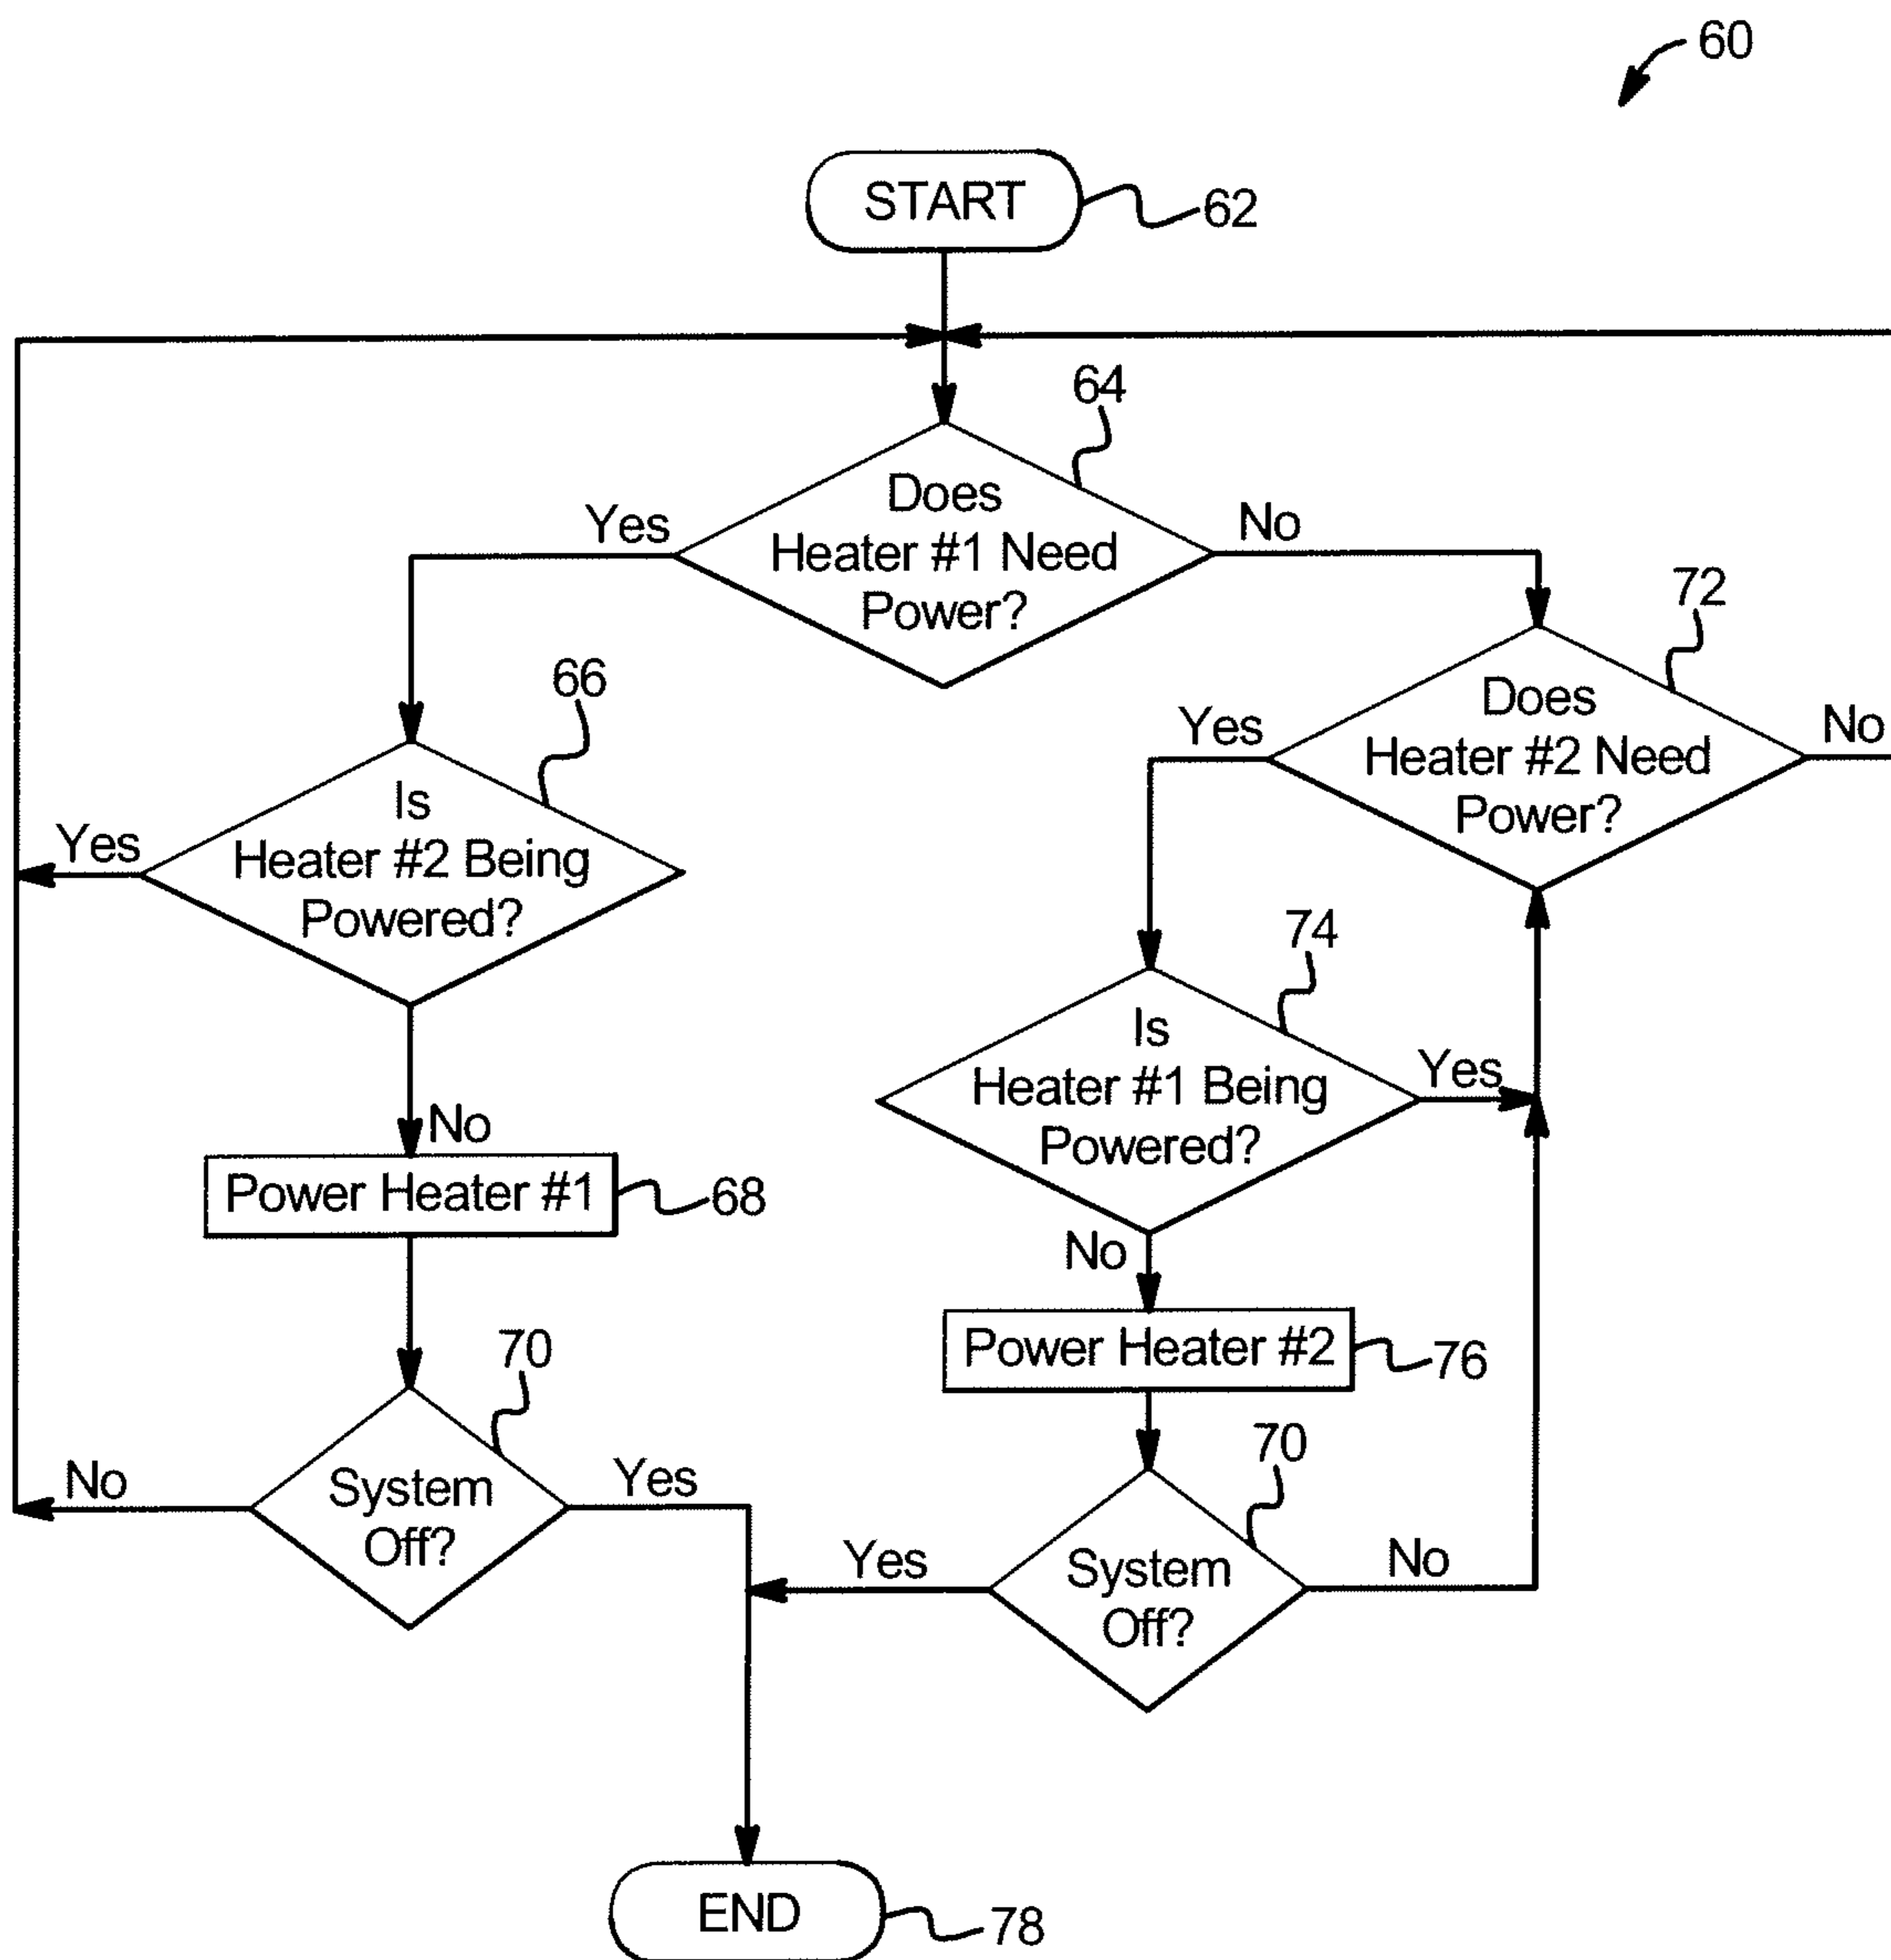 60
START
62
64
Does
Heater #1 Need
Power?
Yes
No
72
Does
Heater #2 Need
Power?
Yes
No
66
Is
Heater #2 Being
Powered?
Yes
No
74
Is
Heater #1 Being
Powered?
Yes
No
Power Heater #1
68
Power Heater #2
76
70
System
Off?
No
Yes
70
System
Off?
Yes
No
END
78